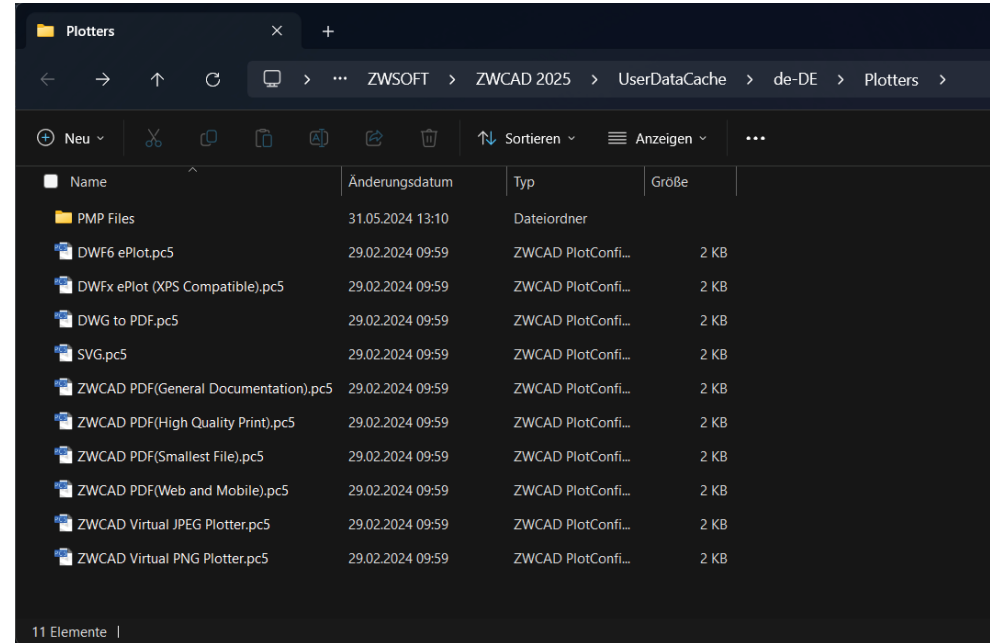 Plotters
ZWSOFT > ZWCAD 2025 > UserDataCache > de-DE > Plotters >
Neu Sortieren Anzeigen
Name Änderungsdatum Typ Größe
PMP Files 31.05.2024 13:10 Dateiordner
DWF6 ePlot.pc5 29.02.2024 09:59 ZWCAD PlotConfi... 2 KB
DWFx ePlot (XPS Compatible).pc5 29.02.2024 09:59 ZWCAD PlotConfi... 2 KB
DWG to PDF.pc5 29.02.2024 09:59 ZWCAD PlotConfi... 2 KB
SVG.pc5 29.02.2024 09:59 ZWCAD PlotConfi... 2 KB
ZWCAD PDF(General Documentation).pc5 29.02.2024 09:59 ZWCAD PlotConfi... 2 KB
ZWCAD PDF(High Quality Print).pc5 29.02.2024 09:59 ZWCAD PlotConfi... 2 KB
ZWCAD PDF(Smallest File).pc5 29.02.2024 09:59 ZWCAD PlotConfi... 2 KB
ZWCAD PDF(Web and Mobile).pc5 29.02.2024 09:59 ZWCAD PlotConfi... 2 KB
ZWCAD Virtual JPEG Plotter.pc5 29.02.2024 09:59 ZWCAD PlotConfi... 2 KB
ZWCAD Virtual PNG Plotter.pc5 29.02.2024 09:59 ZWCAD PlotConfi... 2 KB
11 Elemente